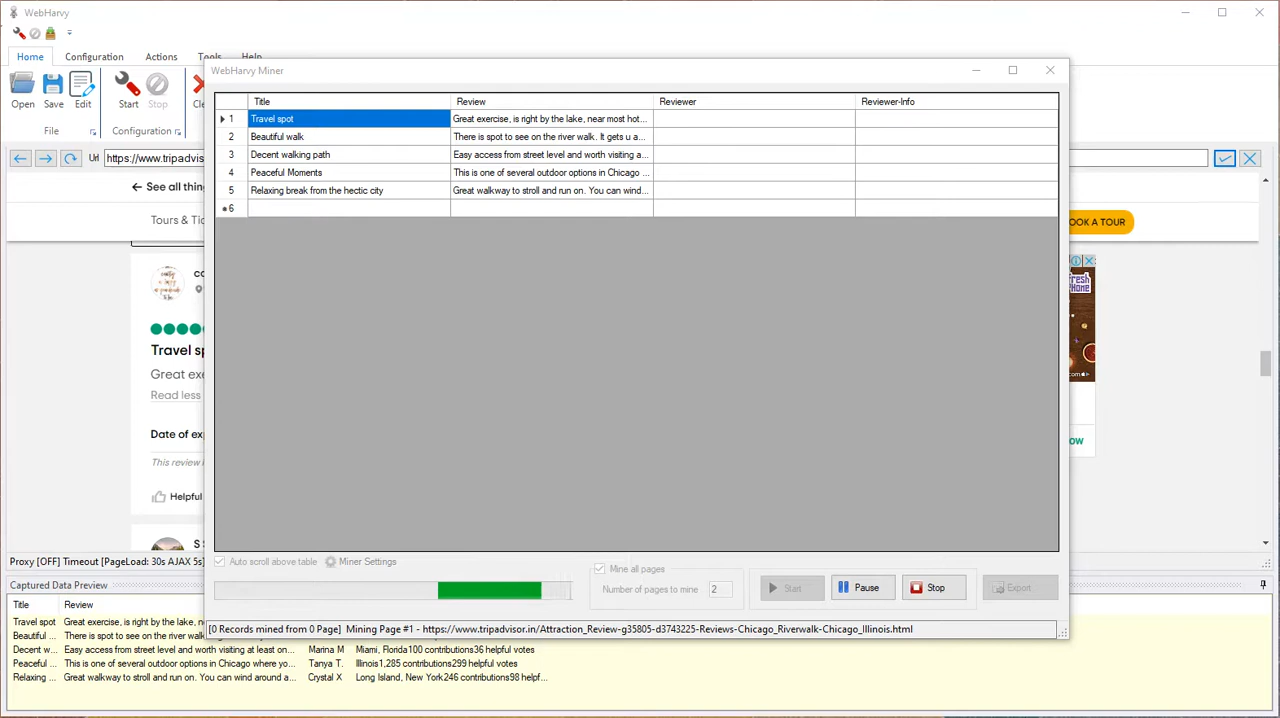 WebHarvy
Home Configuration Actions Tools Help
Open Save Edit Start Stop
File Configuration
Url https://www.tripadvis
← See all thing
Tours & Tic
OOK A TOUR
Travel sp
Great exe
Read less
Date of ex
This review i
Helpful
S S
ow
WebHarvy Miner
Title Review Reviewer Reviewer-Info
1 Travel spot Great exercise, is right by the lake, near most hot...
2 Beautiful walk There is spot to see on the river walk. It gets u a...
3 Decent walking path Easy access from street level and worth visiting a...
4 Peaceful Moments This is one of several outdoor options in Chicago ...
5 Relaxing break from the hectic city Great walkway to stroll and run on. You can wind...
6
Auto scroll above table Miner Settings
Mine all pages
Number of pages to mine 2
Start Pause Stop Export
[0 Records mined from 0 Page] Mining Page #1 - https://www.tripadvisor.in/Attraction_Review-g35805-d3743225-Reviews-Chicago_Riverwalk-Chicago_Illinois.html
Proxy [OFF] Timeout [PageLoad: 30s AJAX 5s]
Captured Data Preview
Title Review
Travel spot Great exercise, is right by the lake, ne
Beautiful ... There is spot to see on the river walk
Decent w... Easy access from street level and worth visiting at least on... Marina M Miami, Florida100 contributions36 helpful votes
Peaceful ... This is one of several outdoor options in Chicago where yo... Tanya T. Illinois1,285 contributions299 helpful votes
Relaxing ... Great walkway to stroll and run on. You can wind around a... Crystal X Long Island, New York246 contributions98 helpf...